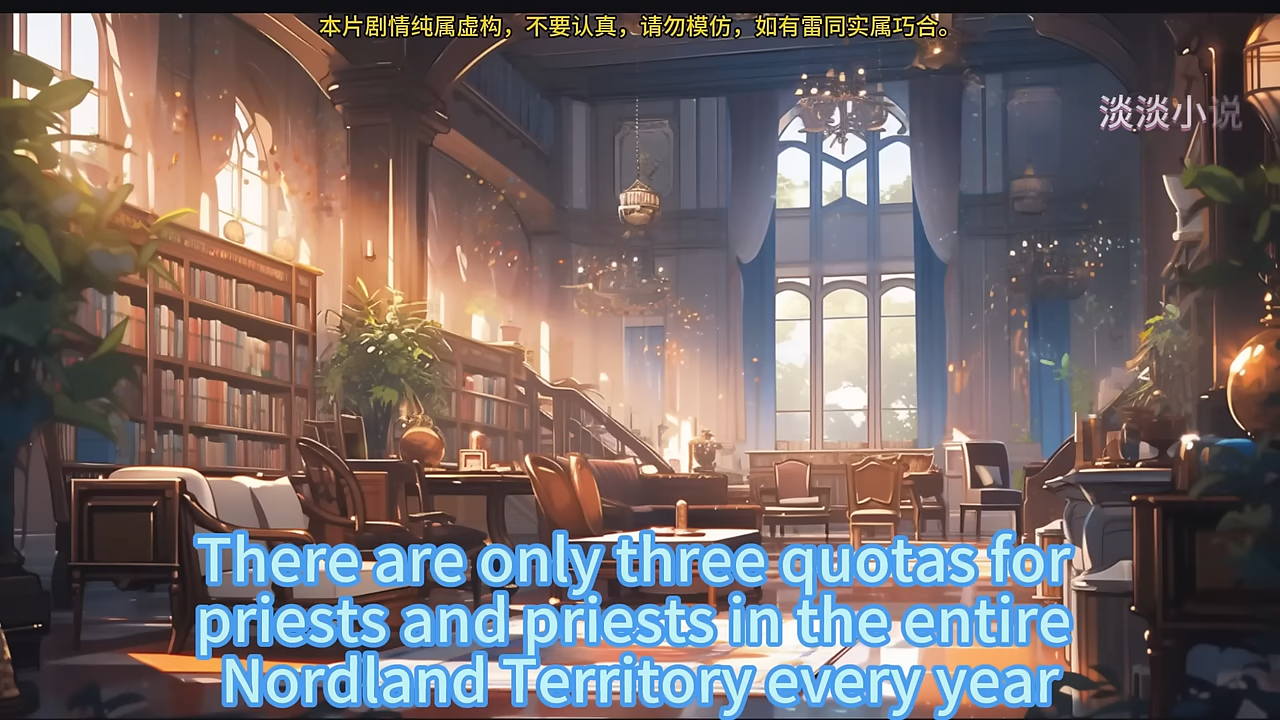 本片剧情纯属虚构，不要认真，请勿模仿，如有雷同实属巧合。
淡淡小说
There are only three quotas for
priests and priests in the entire
Nordland Territory every year